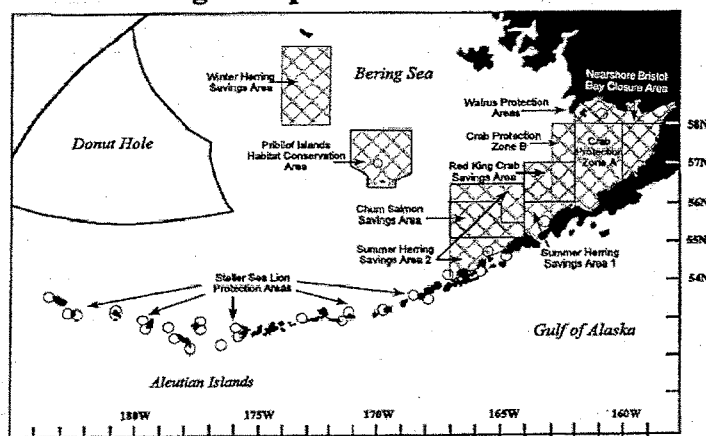 Bering Sea
Winter Herring
Savings Area
Nearshore Bristol
Bay Closure Area
Walrus Protection
Areas
Donut Hole
Pribilof Islands
Habitat Conservation
Area
Crab Protection
Zone B
Crab
Protection
Zone A
Red King Crab
Savings Area
Chum Salmon
Savings Area
Summer Herring
Savings Area 2
Summer Herring
Savings Area 1
58N
57N
56N
55N
54N
Steller Sea Lion
Protection Areas
Gulf of Alaska
Aleutian Islands
180W
175W
170W
165W
160W